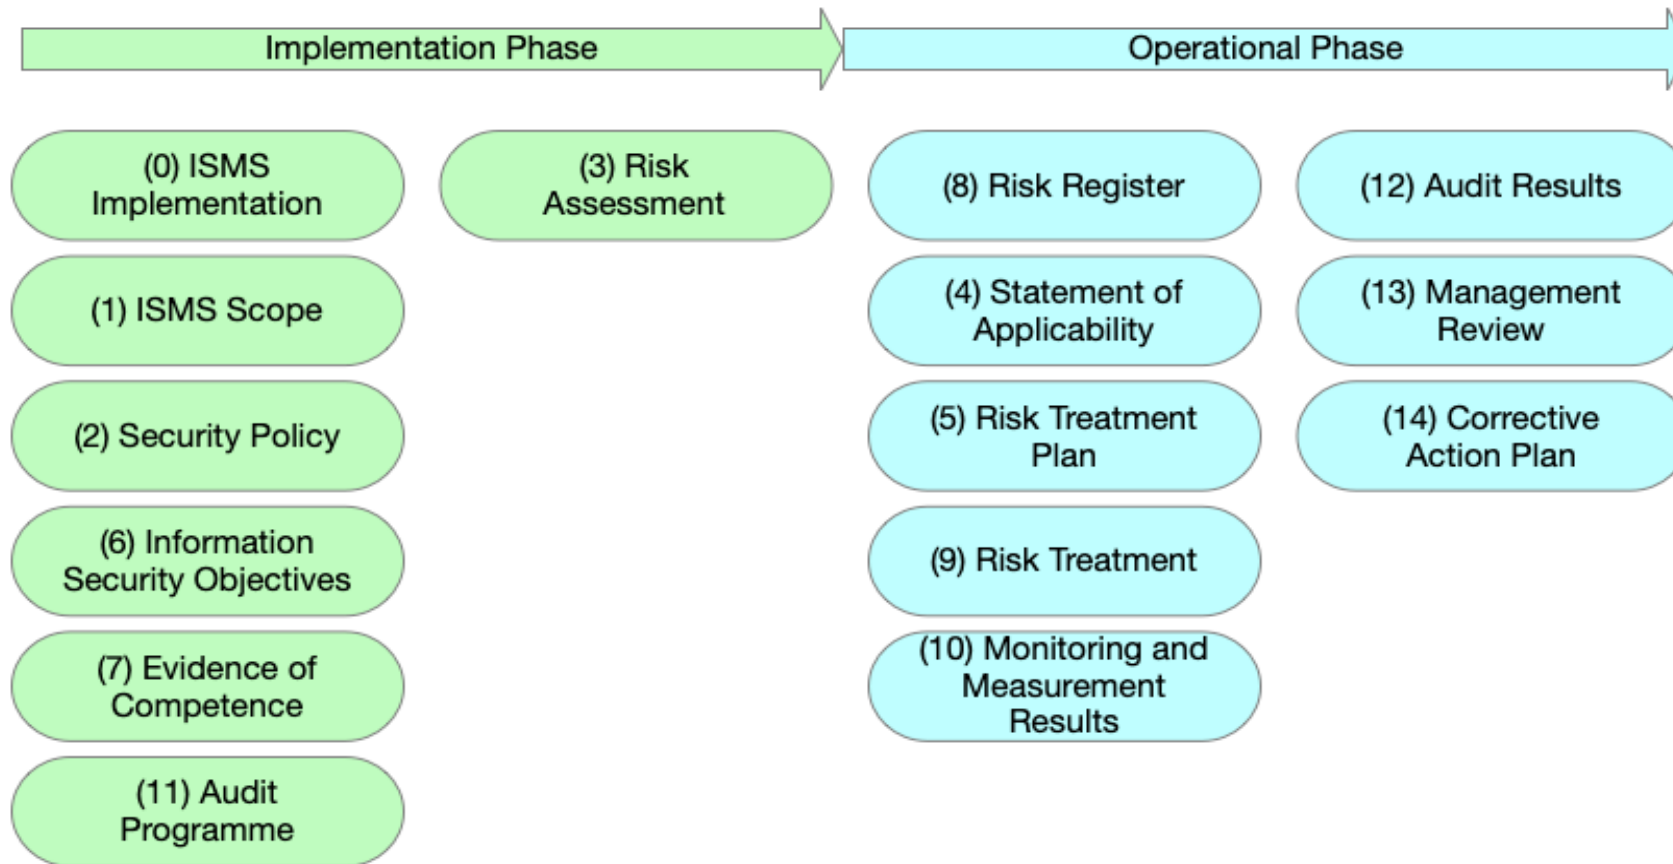 Implementation Phase
Operational Phase
(0) ISMS
Implementation
(1) ISMS Scope
(2) Security Policy
(6) Information
Security Objectives
(7) Evidence of
Competence
(11) Audit
Programme
(3) Risk
Assessment
(8) Risk Register
(4) Statement of
Applicability
(5) Risk Treatment
Plan
(9) Risk Treatment
(10) Monitoring and
Measurement
Results
(12) Audit Results
(13) Management
Review
(14) Corrective
Action Plan